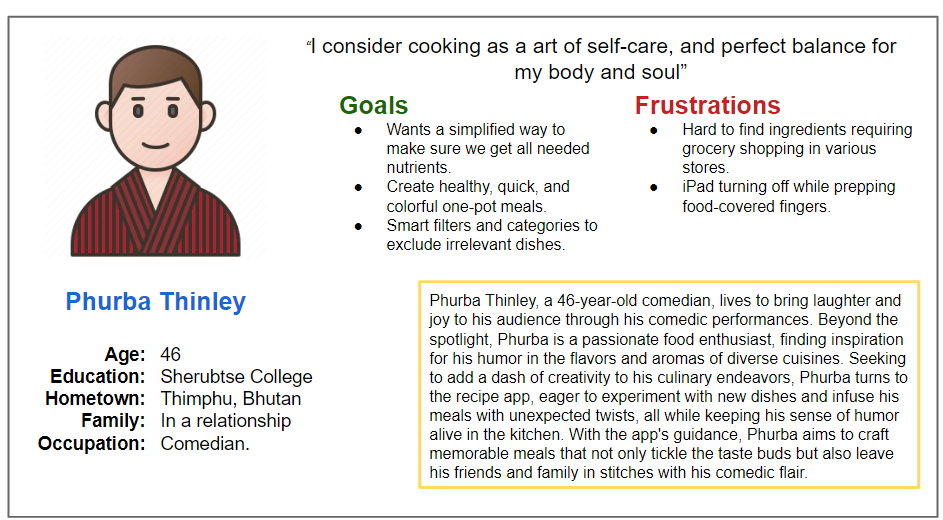 “I consider cooking as a art of self-care, and perfect balance for
my body and soul”
Goals
● Wants a simplified way to
make sure we get all needed
nutrients.
● Create healthy, quick, and
colorful one-pot meals.
● Smart filters and categories to
exclude irrelevant dishes.
Frustrations
● Hard to find ingredients requiring
grocery shopping in various
stores.
● iPad turning off while prepping
food-covered fingers.
Phurba Thinley
Age: 46
Education: Sherubtse College
Hometown: Thimphu, Bhutan
Family: In a relationship
Occupation: Comedian.
Phurba Thinley, a 46-year-old comedian, lives to bring laughter and
joy to his audience through his comedic performances. Beyond the
spotlight, Phurba is a passionate food enthusiast, finding inspiration
for his humor in the flavors and aromas of diverse cuisines. Seeking
to add a dash of creativity to his culinary endeavors, Phurba turns to
the recipe app, eager to experiment with new dishes and infuse his
meals with unexpected twists, all while keeping his sense of humor
alive in the kitchen. With the app's guidance, Phurba aims to craft
memorable meals that not only tickle the taste buds but also leave
his friends and family in stitches with his comedic flair.